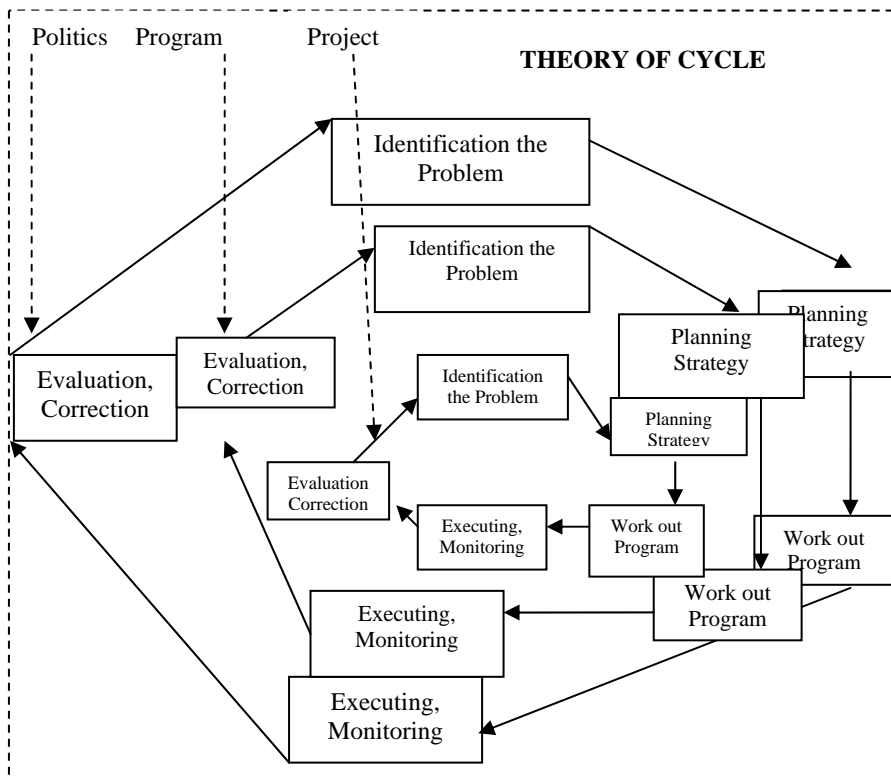 Politics Program Project
THEORY OF CYCLE
Identification the
Problem
Identification the
Problem
Planning
Strategy
Planning
Strategy
Evaluation,
Correction
Evaluation,
Correction
Identification
the Problem
Planning
Strategy
Evaluation
Correction
Executing,
Monitoring
Work out
Program
Work out
Program
Work out
Program
Executing,
Monitoring
Executing,
Monitoring